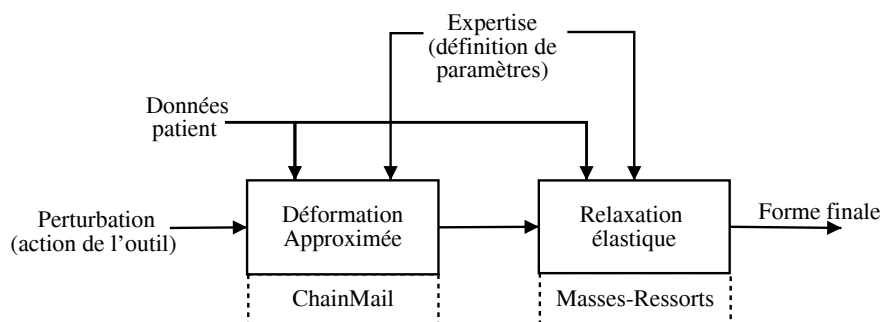 Expertise
(définition de
paramètres)
Données
patient
Perturbation
(action de l’outil)
Déformation
Approximée
Relaxation
élastique
Forme finale
ChainMail
Masses-Ressorts